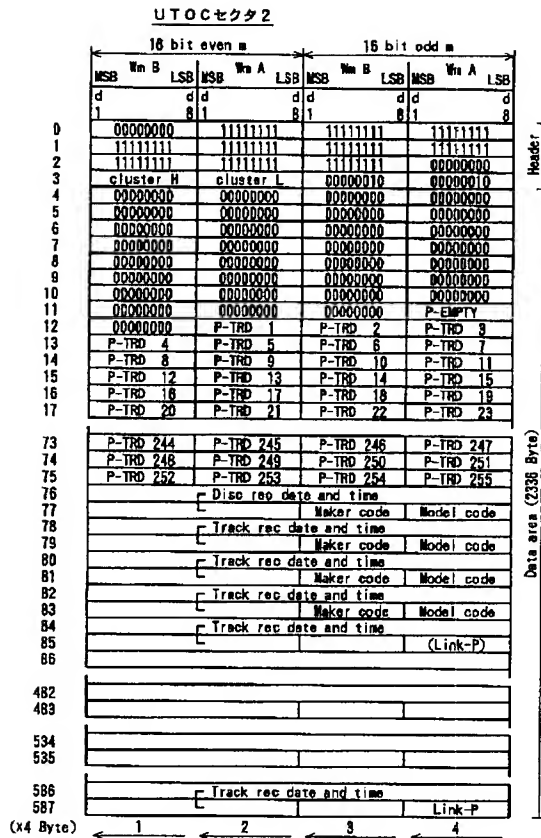 UTOCセクタ2
16 bit even m 16 bit odd m
MSB Wm B LSB MSB Wm A LSB MSB Wm B LSB MSB Wm A LSB
d d d d d d d d
1 8 1 8 1 8 1 8
0 00000000 11111111 11111111 11111111
1 11111111 11111111 11111111 11111111
2 11111111 11111111 11111111 00000000
3 cluster H cluster L 00000010 00000010
4 00000000 00000000 00000000 00000000
5 00000000 00000000 00000000 00000000
6 00000000 00000000 00000000 00000000
7 00000000 00000000 00000000 00000000
8 00000000 00000000 00000000 00000000
9 00000000 00000000 00000000 00000000
10 00000000 00000000 00000000 00000000
11 00000000 00000000 00000000 P-EMPTY
12 00000000 P-TRD 1 P-TRD 2 P-TRD 3
13 P-TRD 4 P-TRD 5 P-TRD 6 P-TRD 7
14 P-TRD 8 P-TRD 9 P-TRD 10 P-TRD 11
15 P-TRD 12 P-TRD 13 P-TRD 14 P-TRD 15
16 P-TRD 16 P-TRD 17 P-TRD 18 P-TRD 19
17 P-TRD 20 P-TRD 21 P-TRD 22 P-TRD 23
73 P-TRD 244 P-TRD 245 P-TRD 246 P-TRD 247
74 P-TRD 248 P-TRD 249 P-TRD 250 P-TRD 251
75 P-TRD 252 P-TRD 253 P-TRD 254 P-TRD 255
76 Disc rec date and time
77 Maker code Model code
78 Track rec date and time
79 Maker code Model code
80 Track rec date and time
81 Maker code Model code
82 Track rec date and time
83 Maker code Model code
84 Track rec date and time
85 (Link-P)
86
482
483
534
535
586 Track rec date and time
587 Link-P
(x4 Byte) 1 2 3 4
Header
Data area (2336 Byte)